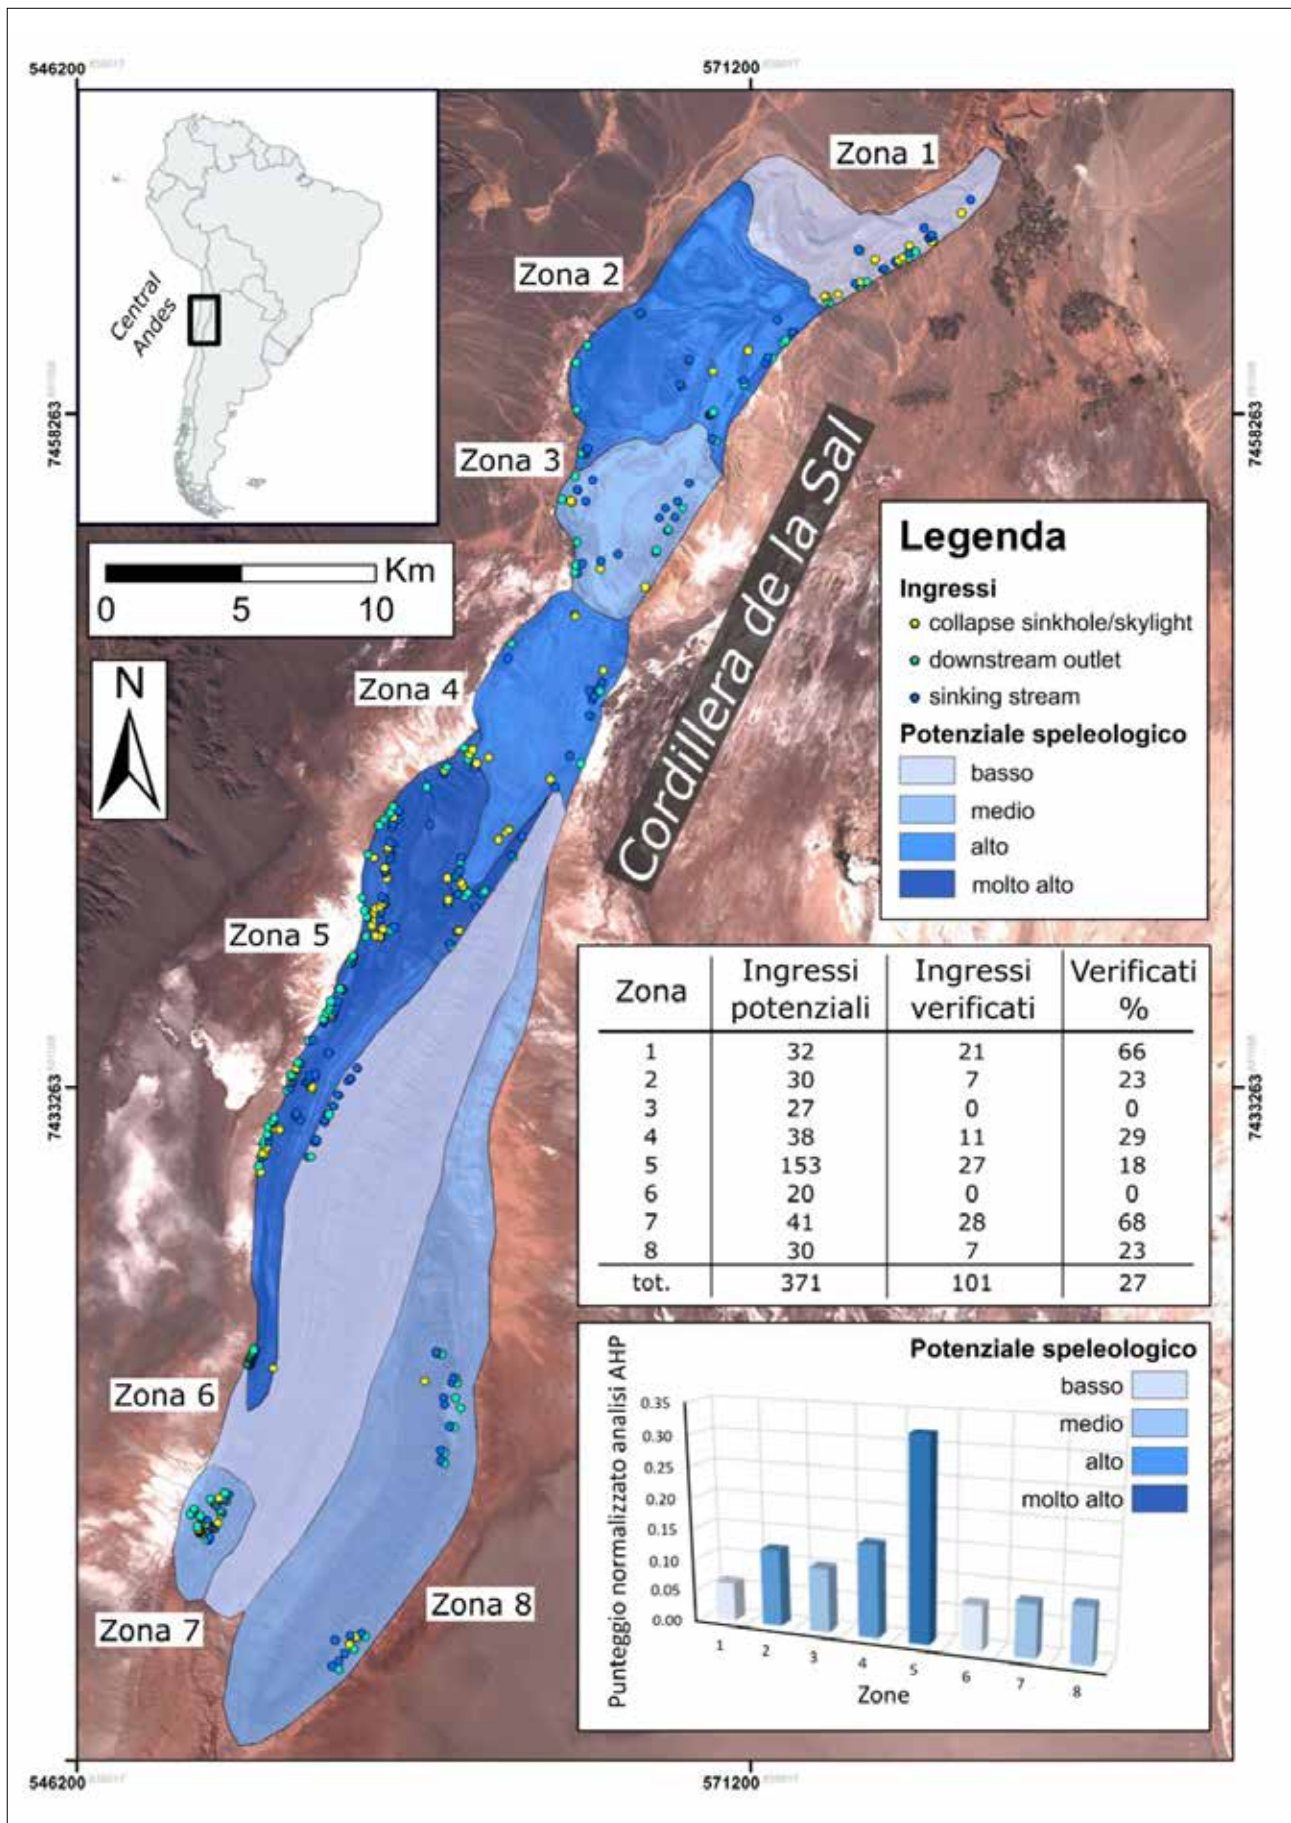 546200
571200
Zona 1
Central
Andes
Zona 2
7458263
7458263
Zona 3
Cordillera de la Sal
Km
0 5 10
N
Zona 4
Legenda
Ingressi
collapse sinkhole/skylight
downstream outlet
sinking stream
Potenziale speleologico
basso
medio
alto
molto alto
Zona 5
Zona Ingressi potenziali Ingressi verificati Verificati %
1 32 21 66
2 30 7 23
3 27 0 0
4 38 11 29
5 153 27 18
6 20 0 0
7 41 28 68
8 30 7 23
tot. 371 101 27
7433263
7433263
Zona 6
Zona 7
Zona 8
Potenziale speleologico
basso
medio
alto
molto alto
Punteggio normalizzato analisi AHP
0.35
0.30
0.25
0.20
0.15
0.10
0.05
0.00
1 2 3 4 5 6 7 8
Zone
546200
571200